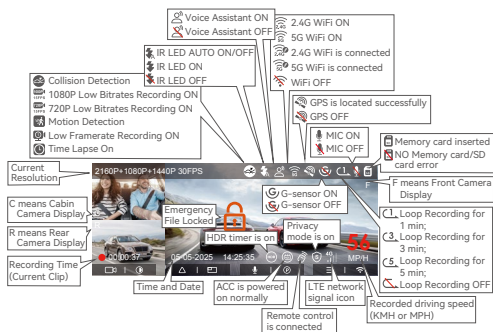 Voice Assistant ON
Voice Assistant OFF
2.4G WiFi ON
5G WiFi ON
2.4G WiFi is connected
5G WiFi is connected
WiFi OFF
IR LED AUTO ON/OFF
IR LED ON
IR LED OFF
Collision Detection
1080P Low Bitrates Recording ON
720P Low Bitrates Recording ON
Motion Detection
Low Framerate Recording ON
Time Lapse On
GPS is located successfully
GPS OFF
MIC ON
MIC OFF
Memory card inserted
NO Memory card/SD
card error
Current
Resolution
2160P+1080P+1440P 30FPS
F
F means Front Camera
Display
G-sensor ON
G-sensor OFF
C means Cabin
Camera Display
R means Rear
Camera Display
Emergency
File Locked
HDR timer is on
Privacy
mode is on
Loop Recording for
1 min;
Loop Recording for
3 min;
Loop Recording for
5 min;
Loop Recording OFF
Recording Time
(Current Clip)
00:00:37
05-05-2025
14:25:35
4G
56
MP/H
Time and Date
ACC is powered
on normally
Remote control
is connected
LTE network
signal icon
Recorded driving speed
(KMH or MPH)